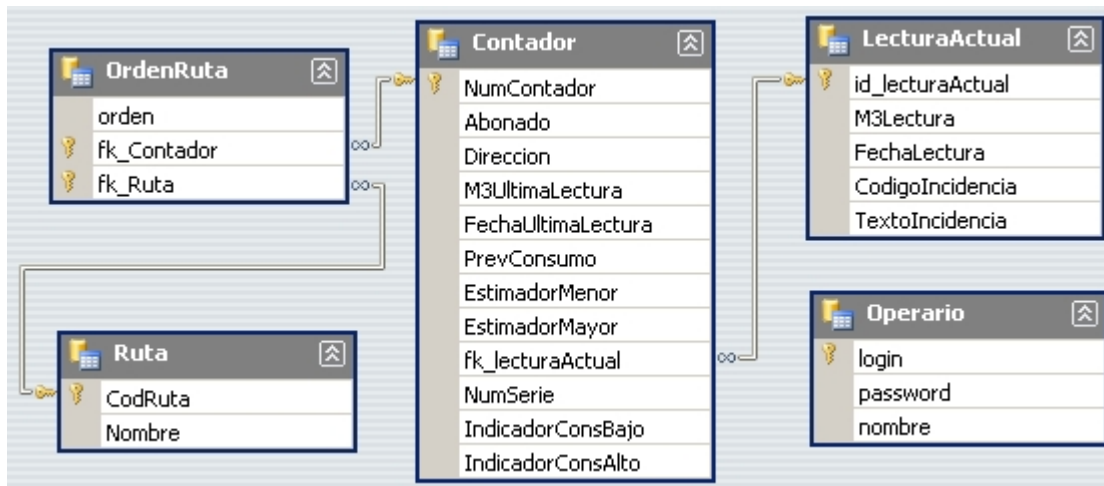 OrdenRuta
orden
fk_Contador
fk_Ruta
Ruta
CodRuta
Nombre
Contador
NumContador
Abonado
Direccion
M3UltimaLectura
FechaUltimaLectura
PrevConsumo
EstimadorMenor
EstimadorMayor
fk_lecturaActual
NumSerie
IndicadorConsBajo
IndicadorConsAlto
LecturaActual
id_lecturaActual
M3Lectura
FechaLectura
CodigoIncidencia
TextoIncidencia
Operario
login
password
nombre